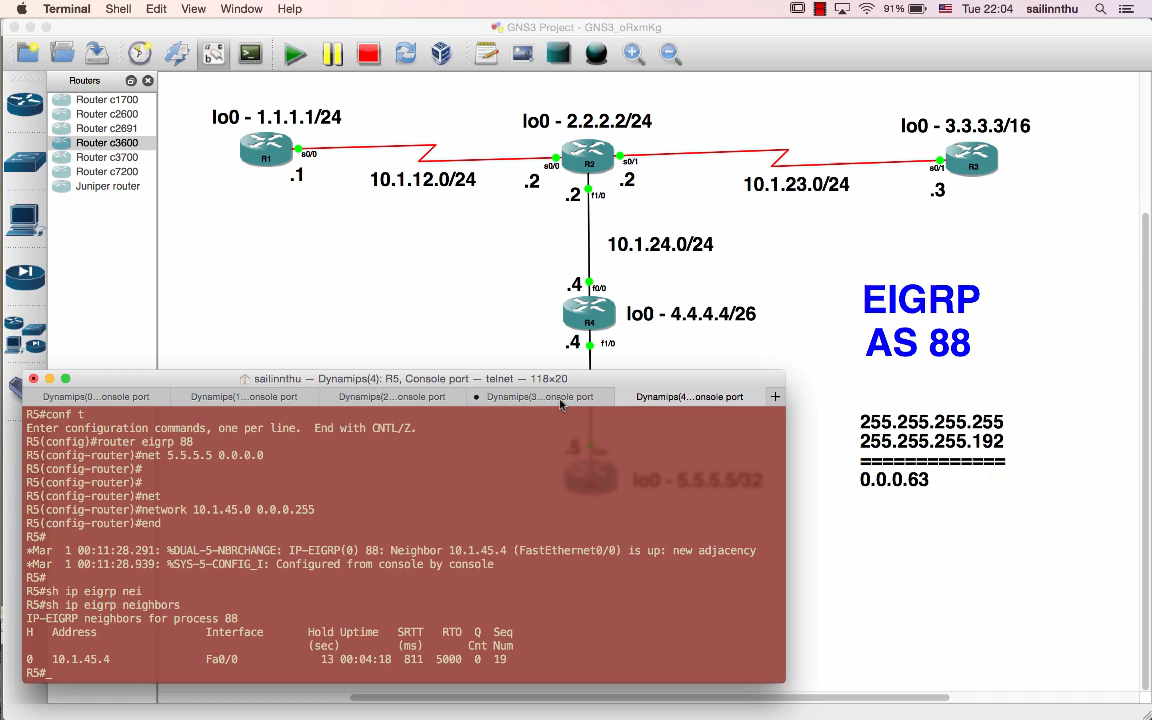 Terminal Shell Edit View Window Help 91% Tue 22:04 sailinnthu
GNS3 Project - GNS3_oRxmKg
Routers
Router c1700
Router c2600
Router c2691
Router c3600
Router c3700
Router c7200
Juniper router
lo0 - 1.1.1.1/24
lo0 - 2.2.2.2/24
lo0 - 3.3.3.3/16
R1
s0/0
.1
10.1.12.0/24
s0/0
R2
s0/1
.2
.2
.2
f1/0
10.1.23.0/24
s0/1
R3
.3
10.1.24.0/24
.4
f0/0
R4
lo0 - 4.4.4.4/26
.4
f1/0
EIGRP
AS 88
255.255.255.255
255.255.255.192
=============
0.0.0.63
.5
lo0 - 5.5.5.5/32
sailinnthu — Dynamips(4): R5, Console port — telnet — 118×20
Dynamips(0...onsole port
Dynamips(1...onsole port
Dynamips(2...onsole port
Dynamips(3...onsole port
Dynamips(4...onsole port
R5#conf t
Enter configuration commands, one per line.  End with CNTL/Z.
R5(config)#router eigrp 88
R5(config-router)#net 5.5.5.5 0.0.0.0
R5(config-router)#
R5(config-router)#
R5(config-router)#net
R5(config-router)#network 10.1.45.0 0.0.0.255
R5(config-router)#end
R5#
*Mar  1 00:11:28.291: %DUAL-5-NBRCHANGE: IP-EIGRP(0) 88: Neighbor 10.1.45.4 (FastEthernet0/0) is up: new adjacency
*Mar  1 00:11:28.939: %SYS-5-CONFIG_I: Configured from console by console
R5#
R5#sh ip eigrp nei
R5#sh ip eigrp neighbors
IP-EIGRP neighbors for process 88
H   Address                 Interface       Hold Uptime   SRTT   RTO  Q  Seq
(sec)         (ms)       Cnt Num
0   10.1.45.4               Fa0/0             13 00:04:18  811  5000  0  19
R5#_